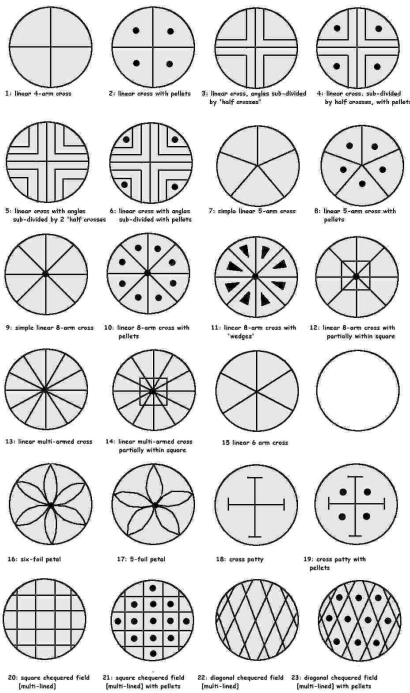 1: linear 4-arm cross
2: linear cross with pellets
3: linear cross, angles sub-divided
by "half crosses"
4: linear cross, sub-divided
by half crosses, with pellets
5: linear cross with angles
sub-divided by 2 "half crosses
6: linear cross with angles
sub-divided with pellets
7: simple linear 5-arm cross
8: linear 5-arm cross with
pellets
9: simple linear 8-arm cross
10: linear 8-arm cross with
pellets
11: linear 8-arm cross with
"wedges"
12: linear 8-arm cross with
partially within square
13: linear multi-armed cross
14: linear multi-armed cross
partially within square
15 linear 6 arm cross
16: six-foil petal
17: 5-foil petal
18: cross potty
19: cross potty with
pellets
20: square chequered field
[multi-lined]
21: square chequered field
[multi-lined] with pellets
22: diagonal chequered field
[multi-lined]
23: diagonal chequered field
[multi-lined] with pellets